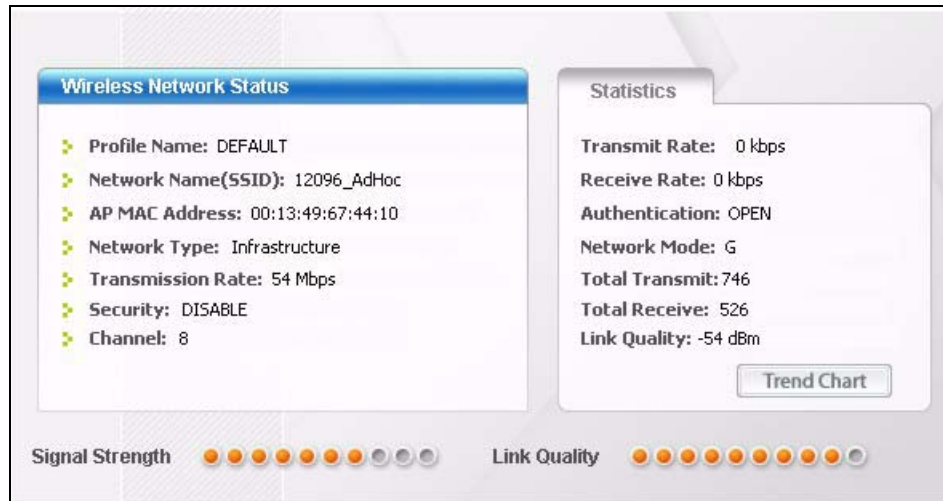 Wireless Network Status
Profile Name: DEFAULT
Network Name(SSID): 12096_AdHoc
AP MAC Address: 00:13:49:67:44:10
Network Type: Infrastructure
Transmission Rate: 54 Mbps
Security: DISABLE
Channel: 8
Statistics
Transmit Rate: 0 kbps
Receive Rate: 0 kbps
Authentication: OPEN
Network Mode: G
Total Transmit: 746
Total Receive: 526
Link Quality: -54 dBm
Trend Chart
Signal Strength
Link Quality